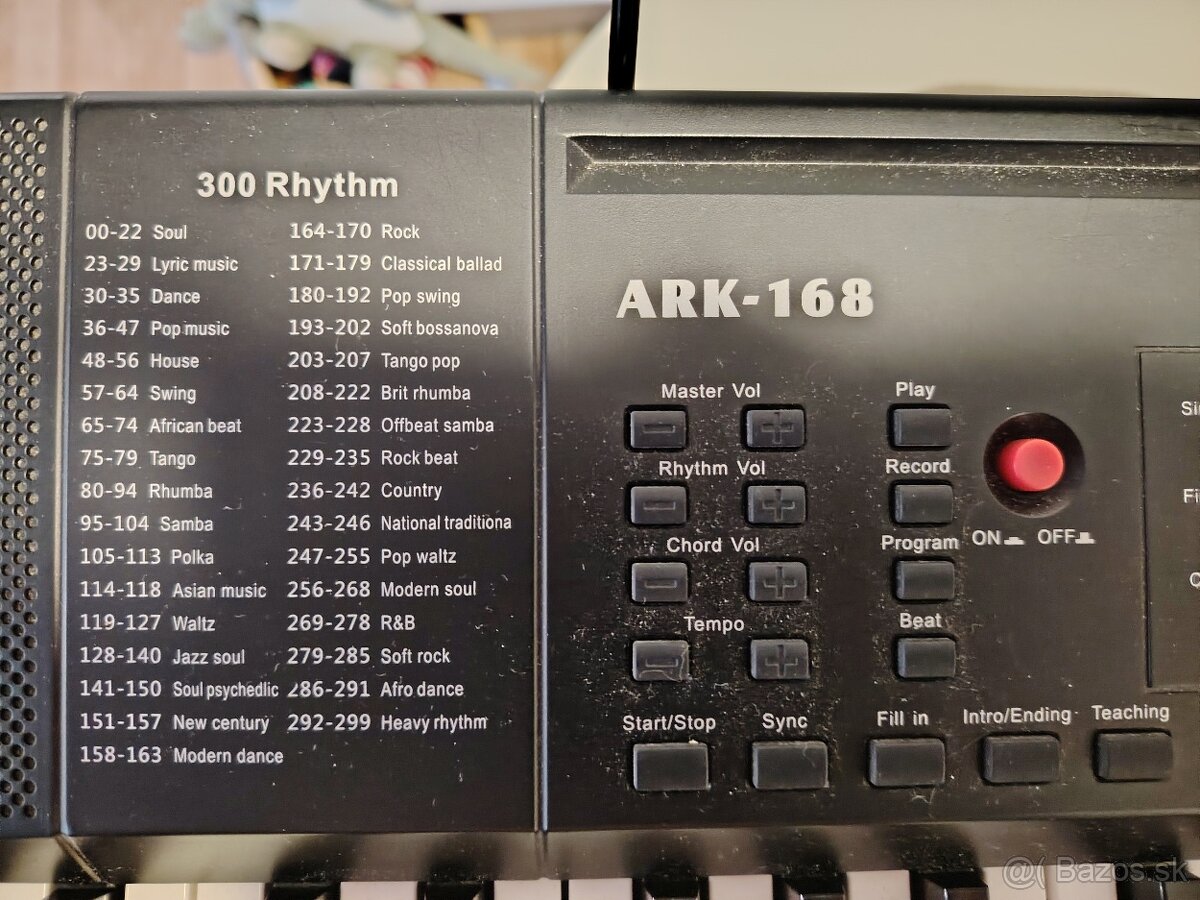 300 Rhythm
00-22 Soul
23-29 Lyric music
30-35 Dance
36-47 Pop music
48-56 House
57-64 Swing
65-74 African beat
75-79 Tango
80-94 Rhumba
95-104 Samba
105-113 Polka
114-118 Asian music
119-127 Waltz
128-140 Jazz soul
141-150 Soul psychedlic
151-157 New century
158-163 Modern dance
164-170 Rock
171-179 Classical ballad
180-192 Pop swing
193-202 Soft bossanova
203-207 Tango pop
208-222 Brit rhumba
223-228 Offbeat samba
229-235 Rock beat
236-242 Country
243-246 National traditiona
247-255 Pop waltz
256-268 Modern soul
269-278 R&B
279-285 Soft rock
286-291 Afro dance
292-299 Heavy rhythm
ARK-168
Master Vol
Play
Rhythm Vol
Record
Chord Vol
Program
ON OFF
Tempo
Beat
Start/Stop
Sync
Fill in
Intro/Ending
Teaching
@( Bazos.sk